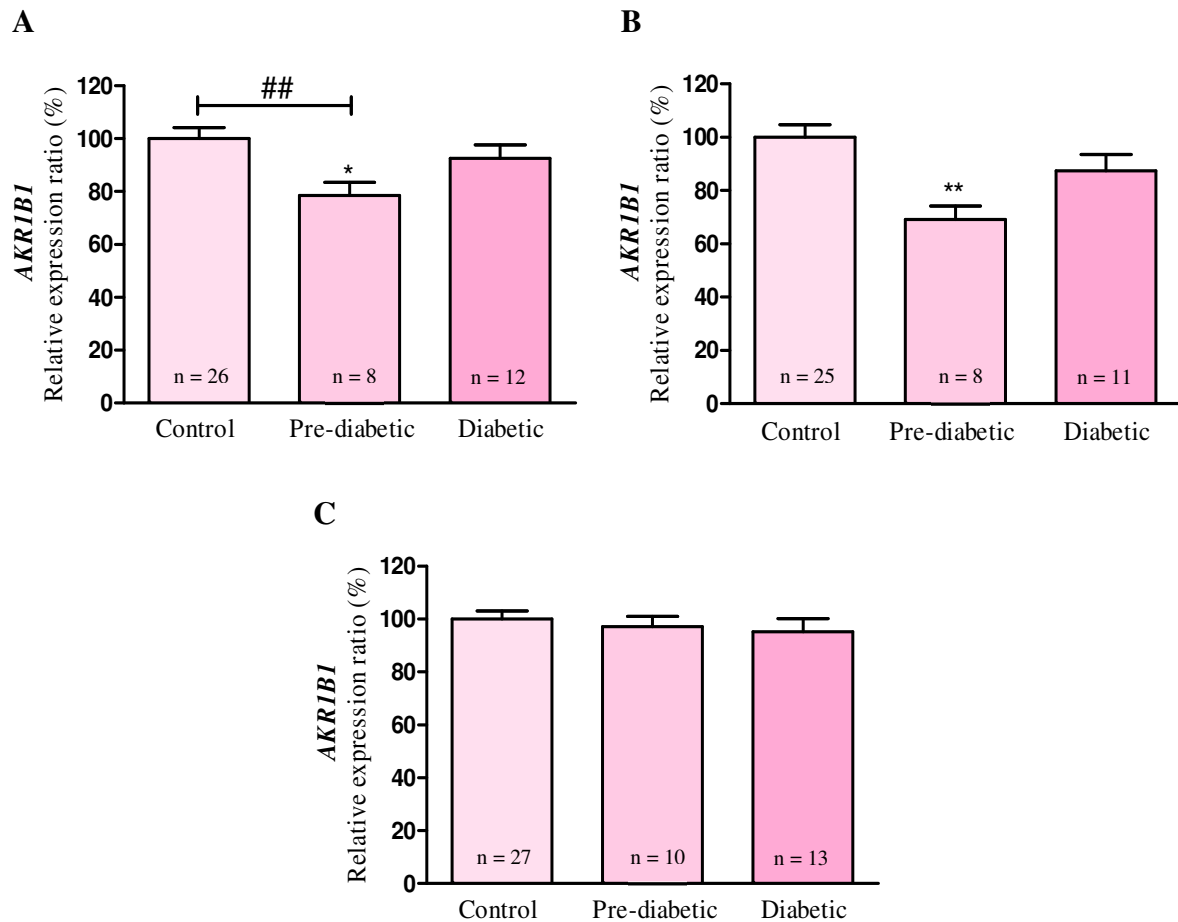 A
AKR1B1
Relative expression ratio (%)
120
100
80
60
40
20
0
##
*
n = 26
n = 8
n = 12
Control
Pre-diabetic
Diabetic
B
AKR1B1
Relative expression ratio (%)
120
100
80
60
40
20
0
**
n = 25
n = 8
n = 11
Control
Pre-diabetic
Diabetic
C
AKR1B1
Relative expression ratio (%)
120
100
80
60
40
20
0
n = 27
n = 10
n = 13
Control
Pre-diabetic
Diabetic